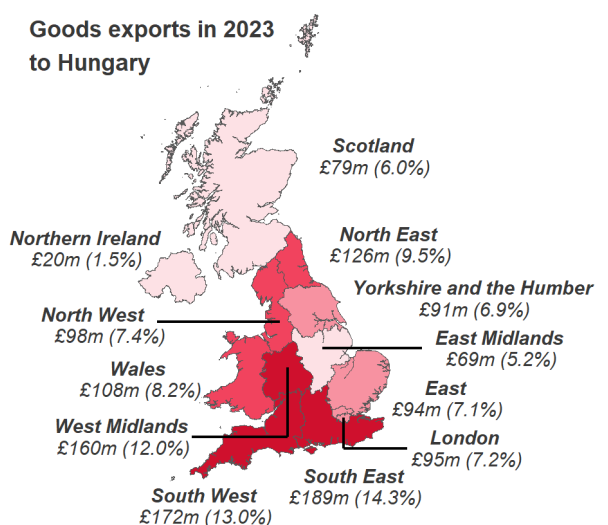 Goods exports in 2023
to Hungary
Scotland
£79m (6.0%)
Northern Ireland
£20m (1.5%)
North East
£126m (9.5%)
Yorkshire and the Humber
£91m (6.9%)
North West
£98m (7.4%)
East Midlands
£69m (5.2%)
Wales
£108m (8.2%)
East
£94m (7.1%)
West Midlands
£160m (12.0%)
London
£95m (7.2%)
South East
£189m (14.3%)
South West
£172m (13.0%)